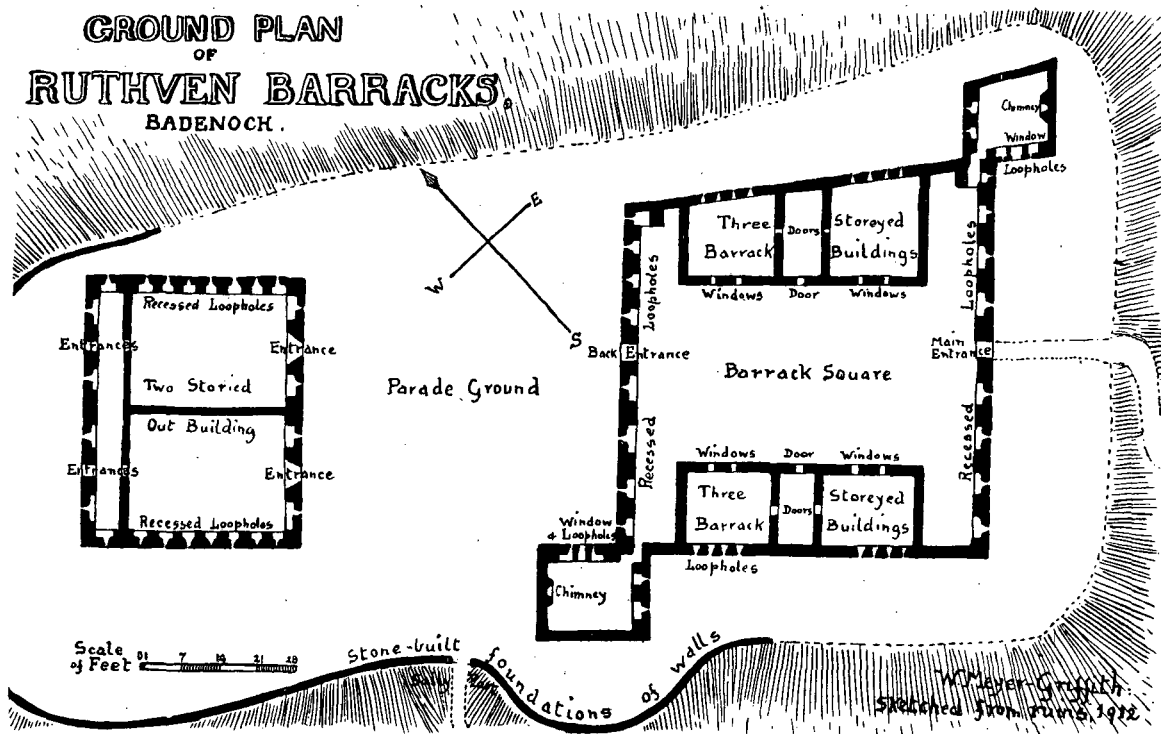 GROUND PLAN
OF
RUTHVEN BARRACKS.
BADENOCH.
Chimney
Window
Loopholes
E
W
S
Three
Barrack
Doors
Storeyed
Buildings
Windows
Door
Windows
Loopholes
Loopholes
Recessed Loopholes
Entrances
Entrance
Two Storied
Out Building
Entrances
Entrance
Recessed Loopholes
Parade Ground
Back Entrance
Barrack Square
Main
Entrance
Recessed
Recessed
Windows
Door
Windows
Three
Barrack
Doors
Storeyed
Buildings
Loopholes
Window
& Loopholes
Chimney
Scale
of Feet
7
21
28
stone-built foundations of walls
W Meyer-Griffith
Sketched from ruins, 1912